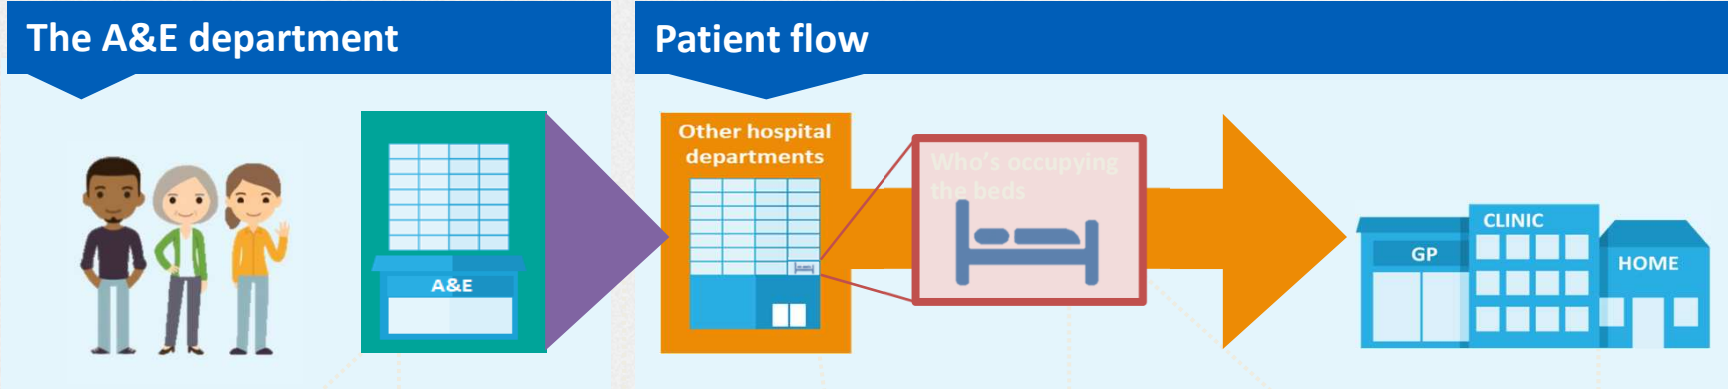 The A&E department
Patient flow
A&E
Other hospital
departments
Who's occupying
the beds
GP
CLINIC
HOME